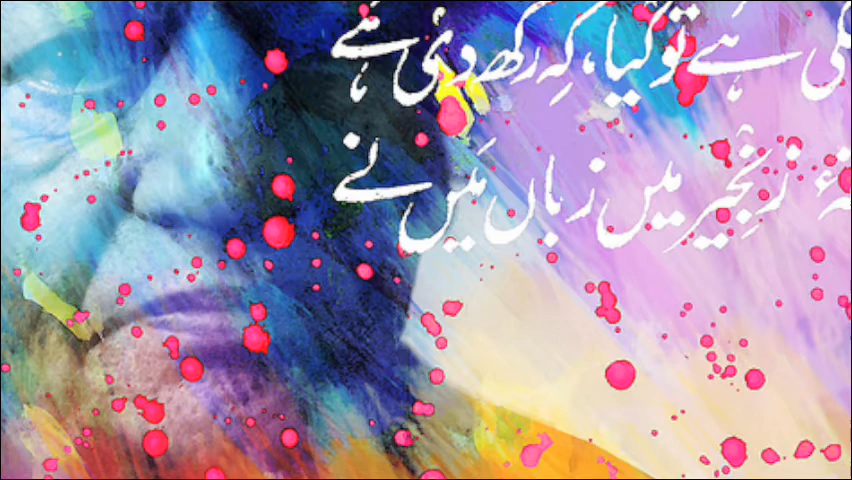 ہے تو کیا، کہ رکھ دی ہے
زنجیر میں زباں میں نے